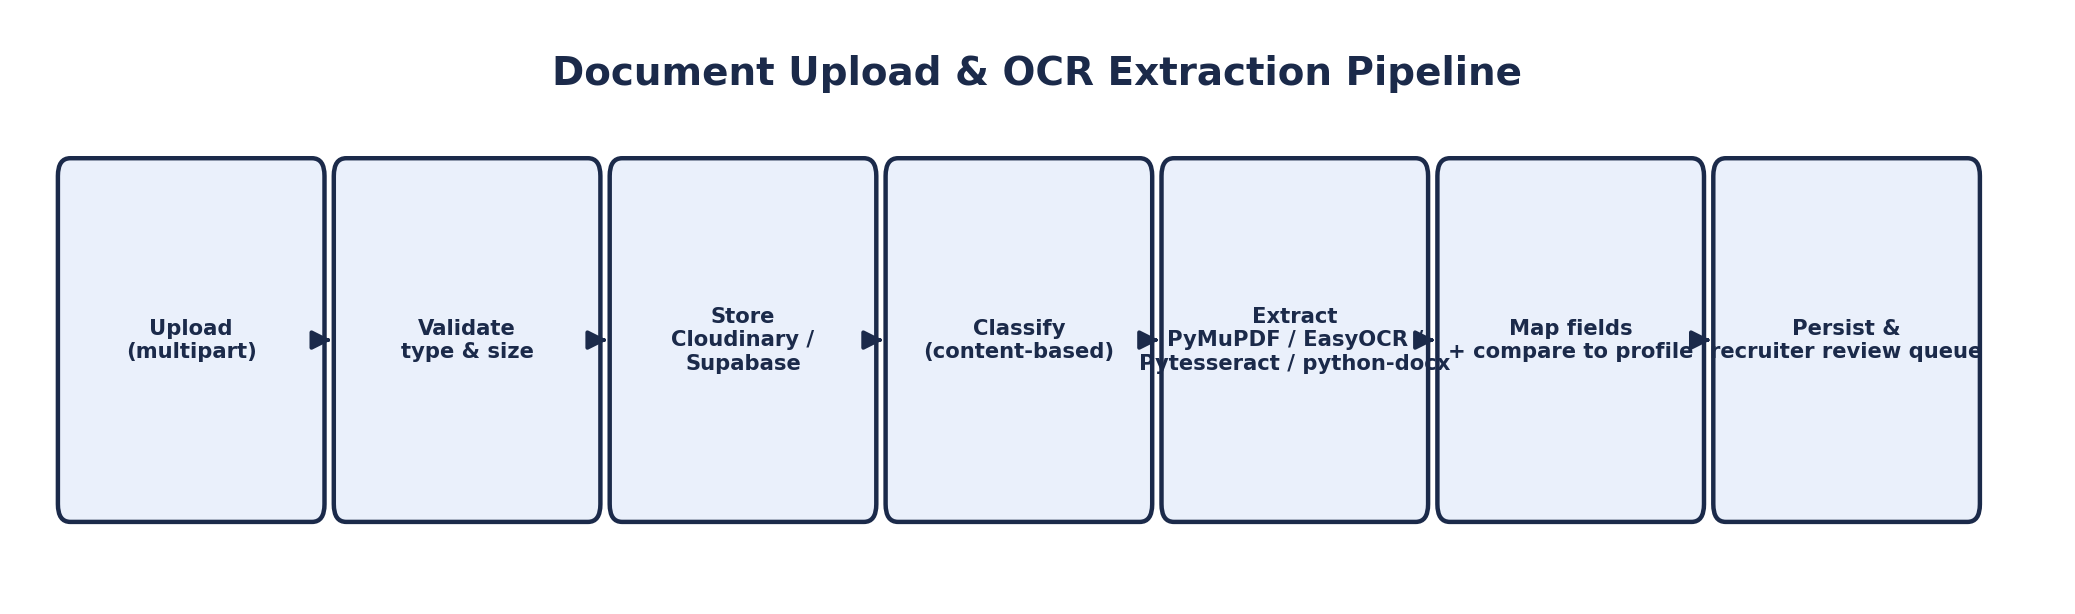 Document Upload & OCR Extraction Pipeline
Upload
(multipart)
Validate
type & size
Store
Cloudinary /
Supabase
Classify
(content-based)
Extract
PyMuPDF / EasyOCR /
Pytesseract / python-docx
Map fields
+ compare to profile
Persist &
recruiter review queue